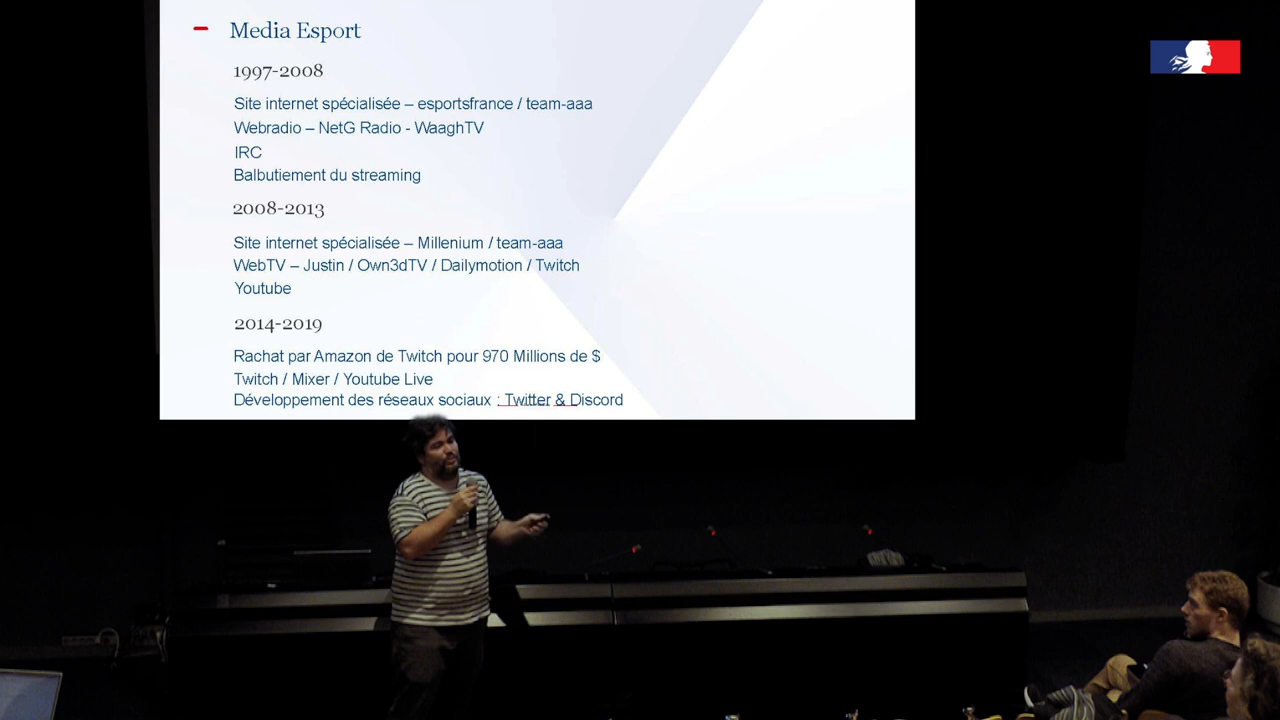 Media Esport
1997-2008
Site internet spécialisée – esportsfrance / team-aaa
Webradio – NetG Radio - WaaghTV
IRC
Balbutiement du streaming
2008-2013
Site internet spécialisée – Millenium / team-aaa
WebTV – Justin / Own3dTV / Dailymotion / Twitch
Youtube
2014-2019
Rachat par Amazon de Twitch pour 970 Millions de $
Twitch / Mixer / Youtube Live
Développement des réseaux sociaux : Twitter & Discord